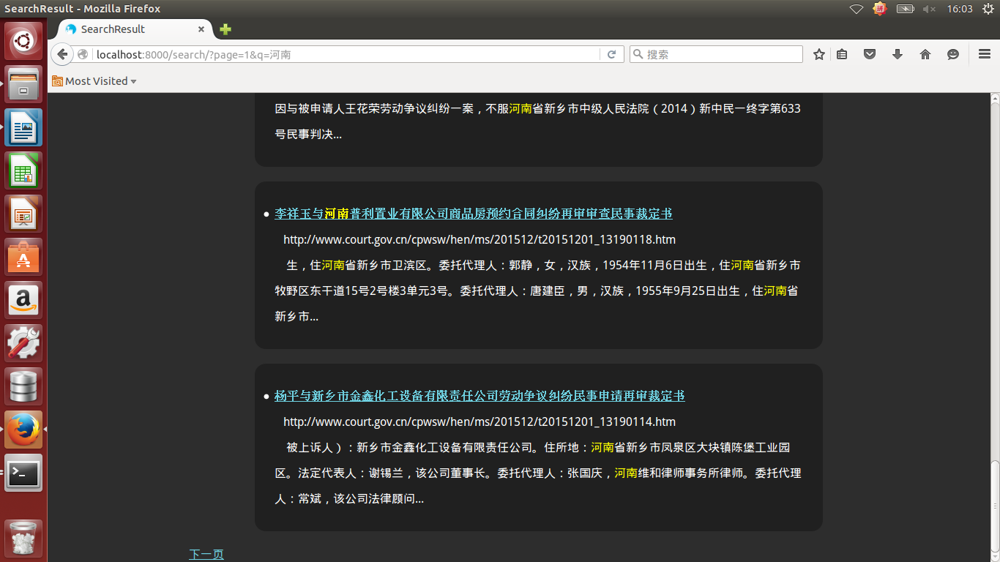 SearchResult - Mozilla Firefox
拼
16:03
SearchResult
localhost:8000/search/?page=1&q=河南
搜索
Most Visited
因与被申请人王花荣劳动争议纠纷一案，不服河南省新乡市中级人民法院（2014）新中民一终字第633
号民事判决...
李祥玉与河南普利置业有限公司商品房预约合同纠纷再审审查民事裁定书
http://www.court.gov.cn/cpwsw/hen/ms/201512/t20151201_13190118.htm
生，住河南省新乡市卫滨区。委托代理人：郭静，女，汉族，1954年11月6日出生，住河南省新乡市
牧野区东干道15号2号楼3单元3号。委托代理人：唐建臣，男，汉族，1955年9月25日出生，住河南省
新乡市...
杨平与新乡市金鑫化工设备有限责任公司劳动争议纠纷民事申请再审裁定书
http://www.court.gov.cn/cpwsw/hen/ms/201512/t20151201_13190114.htm
被上诉人）：新乡市金鑫化工设备有限责任公司。住所地：河南省新乡市凤泉区大块镇陈堡工业园
区。法定代表人：谢锡兰，该公司董事长。委托代理人：张国庆，河南维和律师事务所律师。委托代理
人：常斌，该公司法律顾问...
下一页